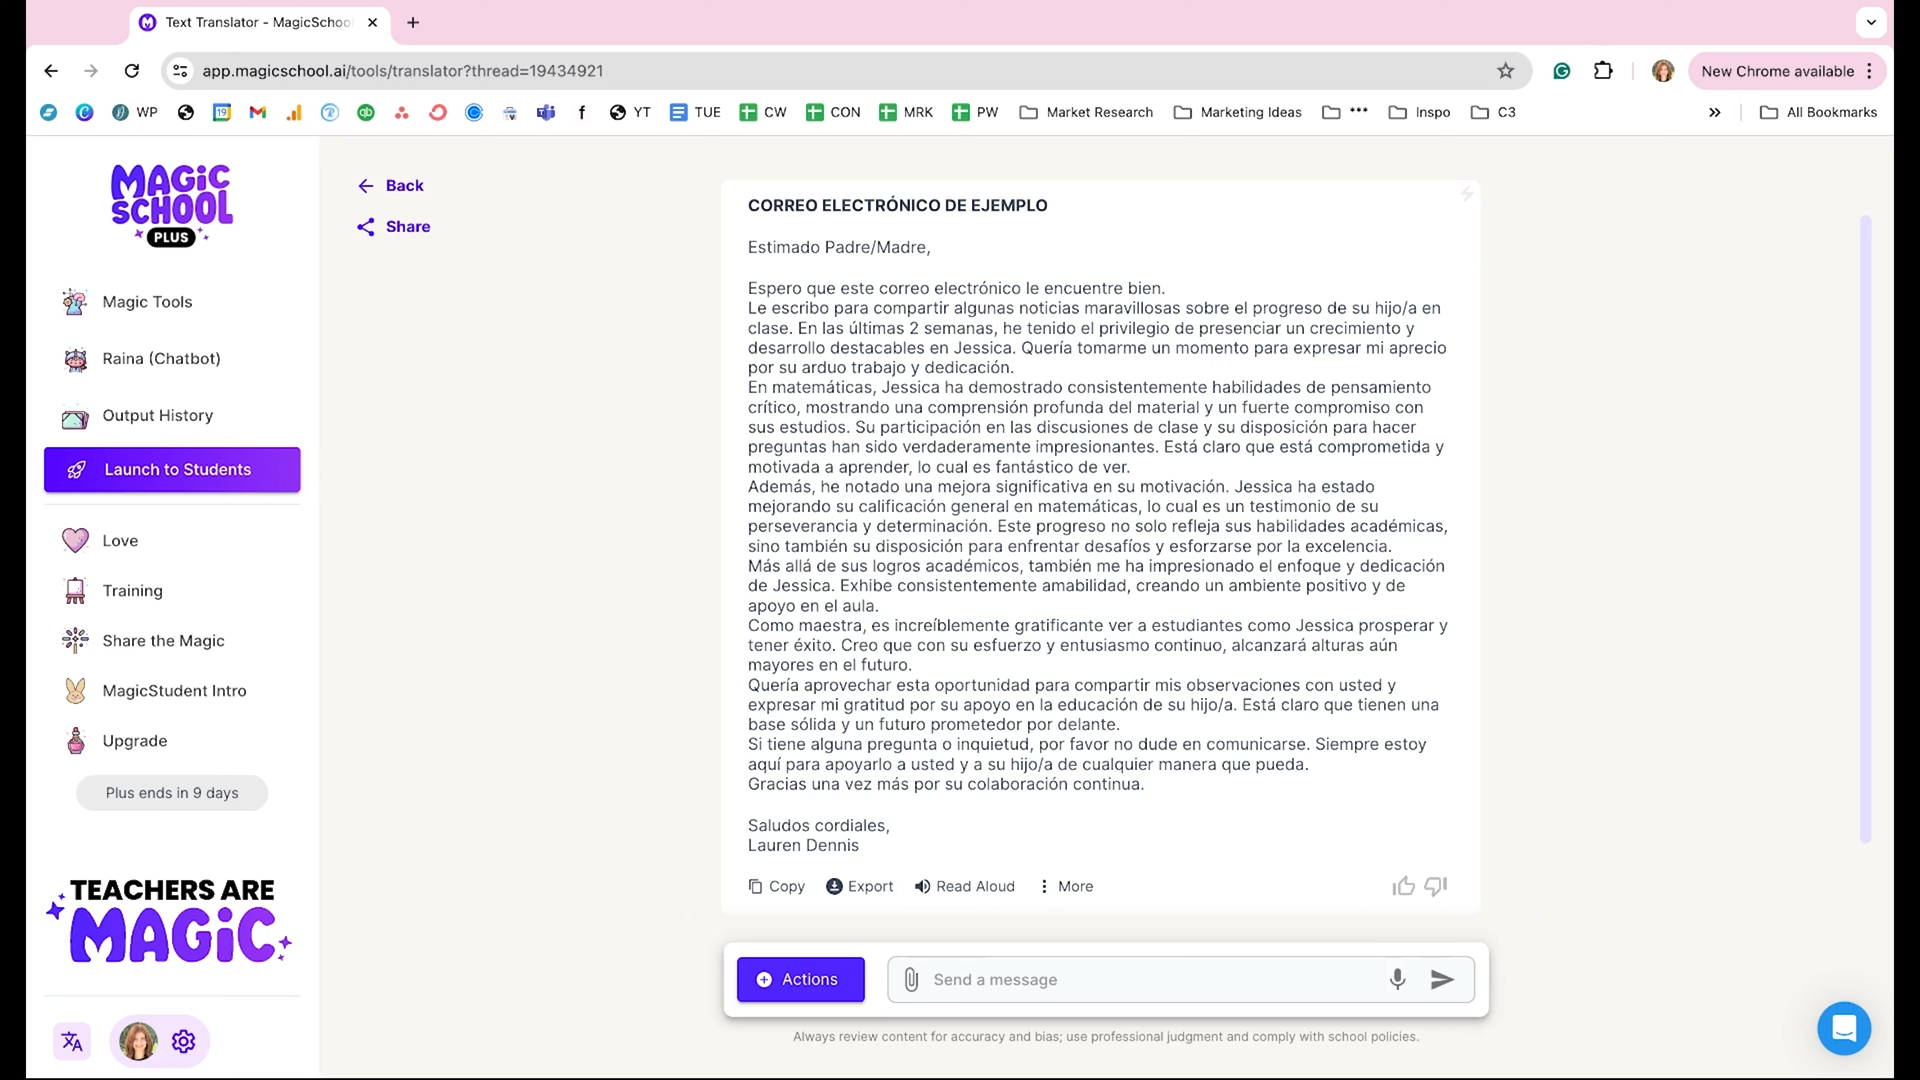 Text Translator - MagicSchool
app.magicschool.ai/tools/translator?thread=19434921
New Chrome available
WP
19
YT
TUE
CW
CON
MRK
PW
Market Research
Marketing Ideas
***
Inspo
C3
All Bookmarks
MAGiC
SCHOOL
PLUS
Magic Tools
Raina (Chatbot)
Output History
Launch to Students
Love
Training
Share the Magic
MagicStudent Intro
Upgrade
Plus ends in 9 days
TEACHERS ARE
MAGiC
Back
Share
CORREO ELECTRÓNICO DE EJEMPLO
Estimado Padre/Madre,
Espero que este correo electrónico le encuentre bien.
Le escribo para compartir algunas noticias maravillosas sobre el progreso de su hijo/a en
clase. En las últimas 2 semanas, he tenido el privilegio de presenciar un crecimiento y
desarrollo destacables en Jessica. Quería tomarme un momento para expresar mi aprecio
por su arduo trabajo y dedicación.
En matemáticas, Jessica ha demostrado consistentemente habilidades de pensamiento
crítico, mostrando una comprensión profunda del material y un fuerte compromiso con
sus estudios. Su participación en las discusiones de clase y su disposición para hacer
preguntas han sido verdaderamente impresionantes. Está claro que está comprometida y
motivada a aprender, lo cual es fantástico de ver.
Además, he notado una mejora significativa en su motivación. Jessica ha estado
mejorando su calificación general en matemáticas, lo cual es un testimonio de su
perseverancia y determinación. Este progreso no solo refleja sus habilidades académicas,
sino también su disposición para enfrentar desafíos y esforzarse por la excelencia.
Más allá de sus logros académicos, también me ha impresionado el enfoque y dedicación
de Jessica. Exhibe consistentemente amabilidad, creando un ambiente positivo y de
apoyo en el aula.
Como maestra, es increíblemente gratificante ver a estudiantes como Jessica prosperar y
tener éxito. Creo que con su esfuerzo y entusiasmo continuo, alcanzará alturas aún
mayores en el futuro.
Quería aprovechar esta oportunidad para compartir mis observaciones con usted y
expresar mi gratitud por su apoyo en la educación de su hijo/a. Está claro que tienen una
base sólida y un futuro prometedor por delante.
Si tiene alguna pregunta o inquietud, por favor no dude en comunicarse. Siempre estoy
aquí para apoyarlo a usted y a su hijo/a de cualquier manera que pueda.
Gracias una vez más por su colaboración continua.
Saludos cordiales,
Lauren Dennis
Copy
Export
Read Aloud
More
Actions
Send a message
Always review content for accuracy and bias; use professional judgment and comply with school policies.